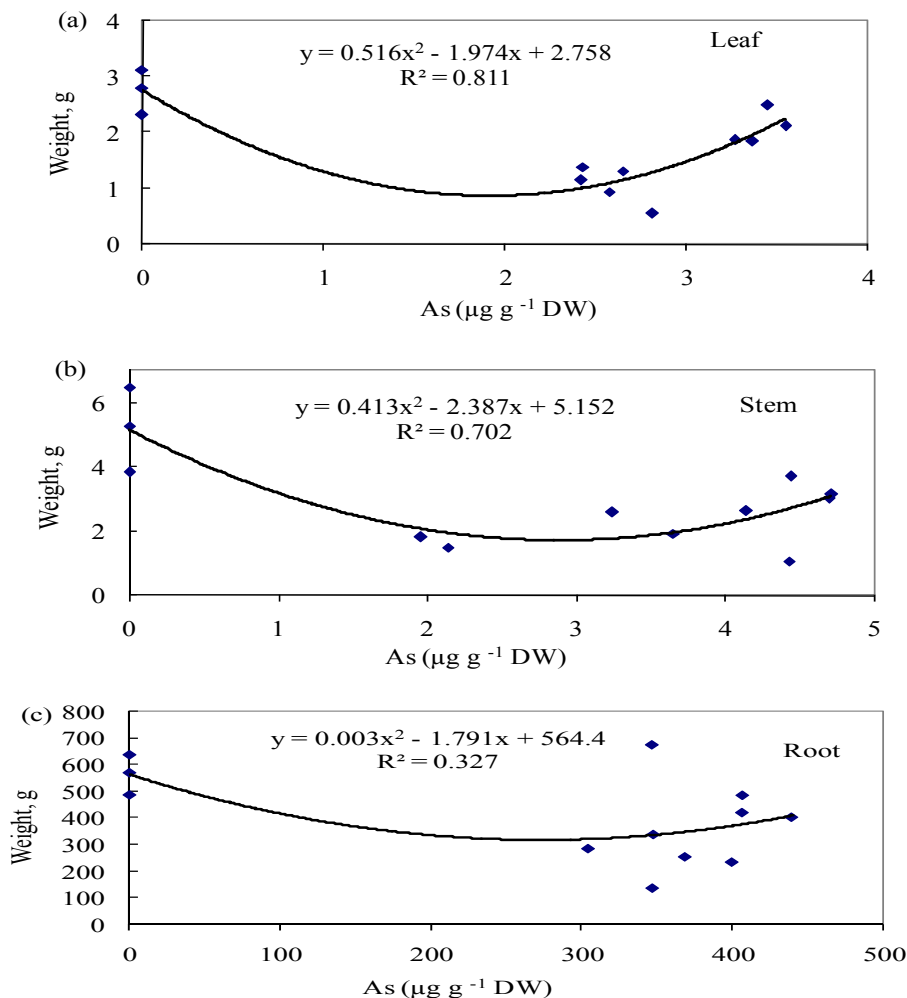 (a)
Leaf
y = 0.516x² - 1.974x + 2.758
R² = 0.811
Weight, g
4
3
2
1
0
0 1 2 3 4
As (µg g ⁻¹ DW)
(b)
Stem
y = 0.413x² - 2.387x + 5.152
R² = 0.702
Weight, g
6
4
2
0
0 1 2 3 4 5
As (µg g ⁻¹ DW)
(c)
Root
y = 0.003x² - 1.791x + 564.4
R² = 0.327
Weight, g
800
700
600
500
400
300
200
100
0
0 100 200 300 400 500
As (µg g ⁻¹ DW)